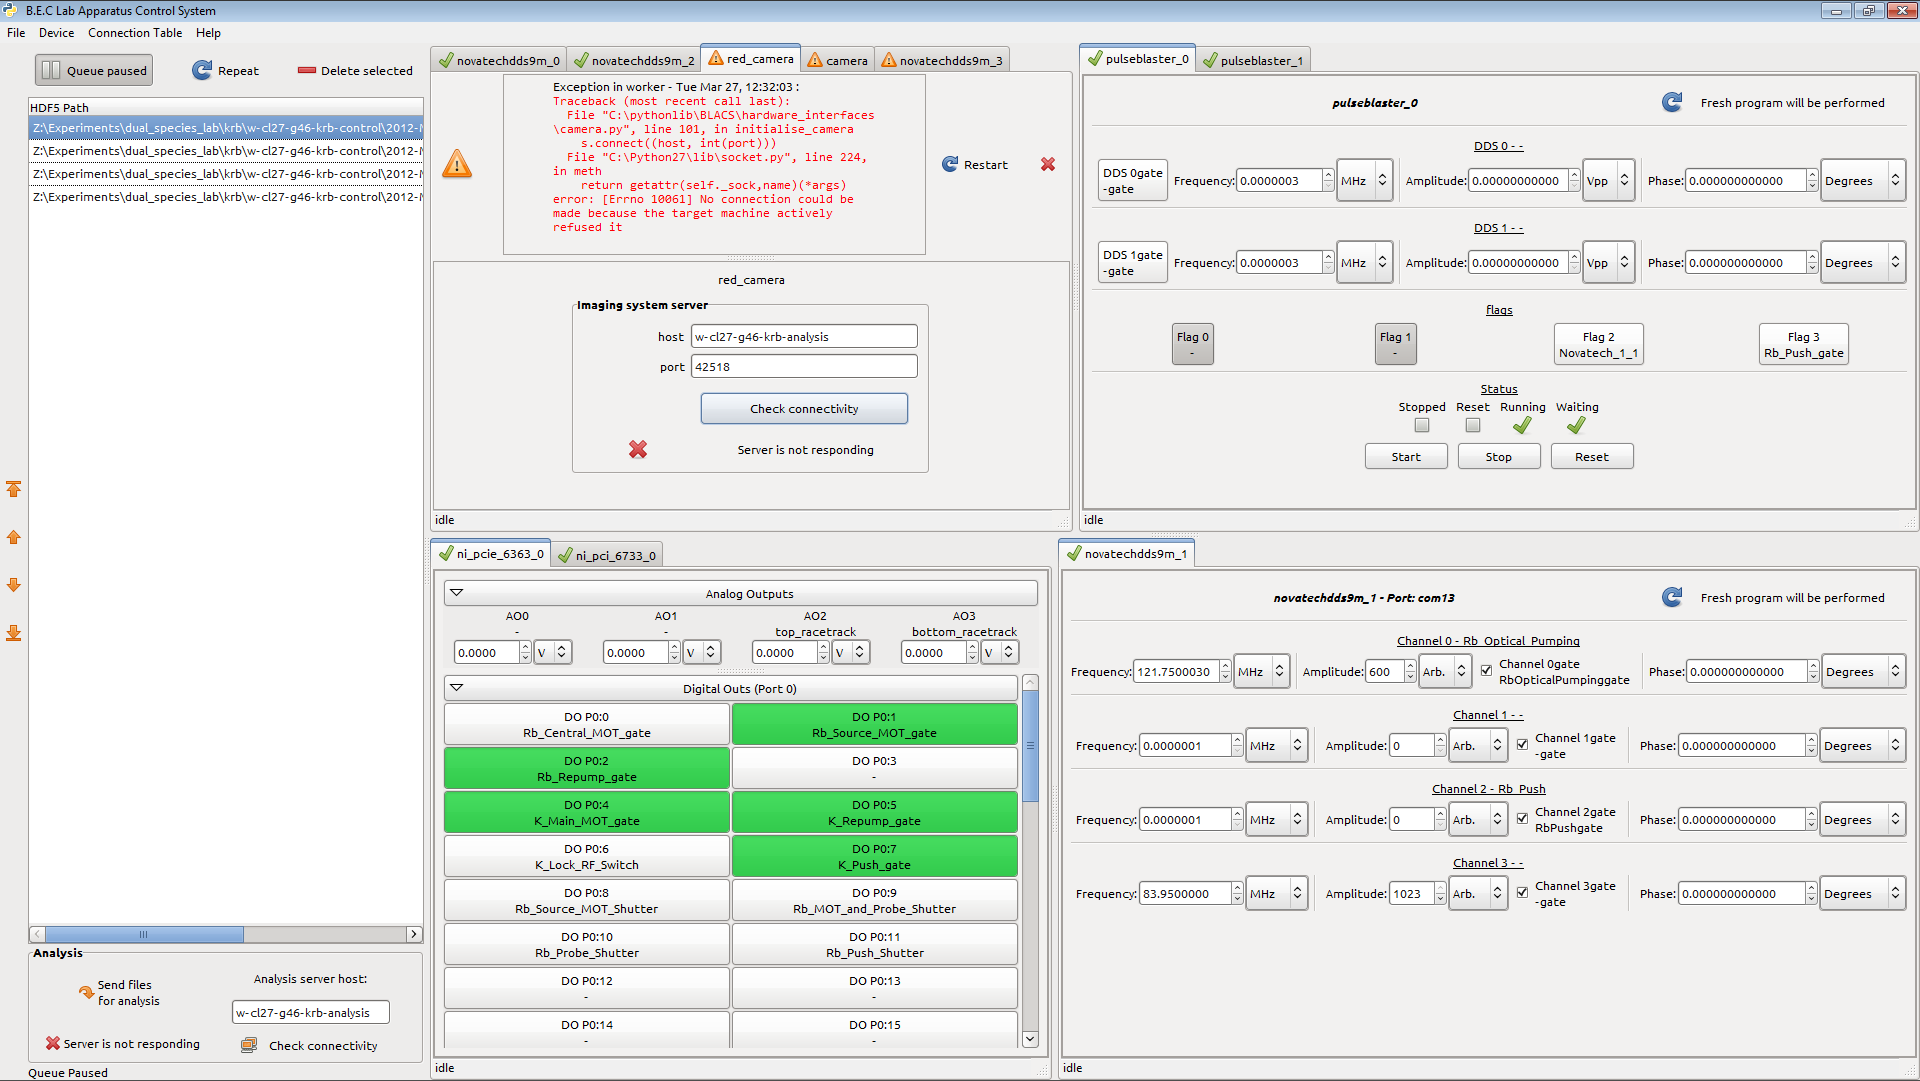 B.E.C Lab Apparatus Control System
File Device Connection Table Help
Queue paused
Repeat
Delete selected
HDF5 Path
Z:\Experiments\dual_species_lab\krb\w-cl27-g46-krb-control\2012-
Z:\Experiments\dual_species_lab\krb\w-cl27-g46-krb-control\2012-
Z:\Experiments\dual_species_lab\krb\w-cl27-g46-krb-control\2012-
Z:\Experiments\dual_species_lab\krb\w-cl27-g46-krb-control\2012-
Analysis
Send files
for analysis
Analysis server host:
w-cl27-g46-krb-analysis
Server is not responding
Check connectivity
Queue Paused
novatechdds9m_0
novatechdds9m_2
red_camera
camera
novatechdds9m_3
Exception in worker - Tue Mar 27, 12:32:03 :
Traceback (most recent call last):
File "C:\pythonlib\BLACS\hardware_interfaces
\camera.py", line 101, in initialise_camera
s.connect((host, int(port)))
File "C:\Python27\lib\socket.py", line 224,
in meth
return getattr(self._sock,name)(*args)
error: [Errno 10061] No connection could be
made because the target machine actively
refused it
Restart
red_camera
Imaging system server
host w-cl27-g46-krb-analysis
port 42518
Check connectivity
Server is not responding
idle
pulseblaster_0
pulseblaster_1
pulseblaster_0
Fresh program will be performed
DDS 0 - -
DDS 0gate
-gate
Frequency: 0.0000003 MHz Amplitude: 0.00000000000 Vpp Phase: 0.000000000000 Degrees
DDS 1 - -
DDS 1gate
-gate
Frequency: 0.0000003 MHz Amplitude: 0.00000000000 Vpp Phase: 0.000000000000 Degrees
flags
Flag 0
-
Flag 1
-
Flag 2
Novatech_1_1
Flag 3
Rb_Push_gate
Status
Stopped Reset Running Waiting
Start Stop Reset
idle
ni_pcie_6363_0
ni_pci_6733_0
Analog Outputs
AO0
-
0.0000 V
AO1
-
0.0000 V
AO2
top_racetrack
0.0000 V
AO3
bottom_racetrack
0.0000 V
Digital Outs (Port 0)
DO P0:0
Rb_Central_MOT_gate
DO P0:1
Rb_Source_MOT_gate
DO P0:2
Rb_Repump_gate
DO P0:3
-
DO P0:4
K_Main_MOT_gate
DO P0:5
K_Repump_gate
DO P0:6
K_Lock_RF_Switch
DO P0:7
K_Push_gate
DO P0:8
Rb_Source_MOT_Shutter
DO P0:9
Rb_MOT_and_Probe_Shutter
DO P0:10
Rb_Probe_Shutter
DO P0:11
Rb_Push_Shutter
DO P0:12
-
DO P0:13
-
DO P0:14
-
DO P0:15
-
idle
novatechdds9m_1
novatechdds9m_1 - Port: com13
Fresh program will be performed
Channel 0 - Rb_Optical_Pumping
Frequency: 121.7500030 MHz Amplitude: 600 Arb.
Channel 0gate
RbOpticalPumpinggate
Phase: 0.000000000000 Degrees
Channel 1 - -
Frequency: 0.0000001 MHz Amplitude: 0 Arb.
Channel 1gate
-gate
Phase: 0.000000000000 Degrees
Channel 2 - Rb_Push
Frequency: 0.0000001 MHz Amplitude: 0 Arb.
Channel 2gate
RbPushgate
Phase: 0.000000000000 Degrees
Channel 3 - -
Frequency: 83.9500000 MHz Amplitude: 1023 Arb.
Channel 3gate
-gate
Phase: 0.000000000000 Degrees
idle